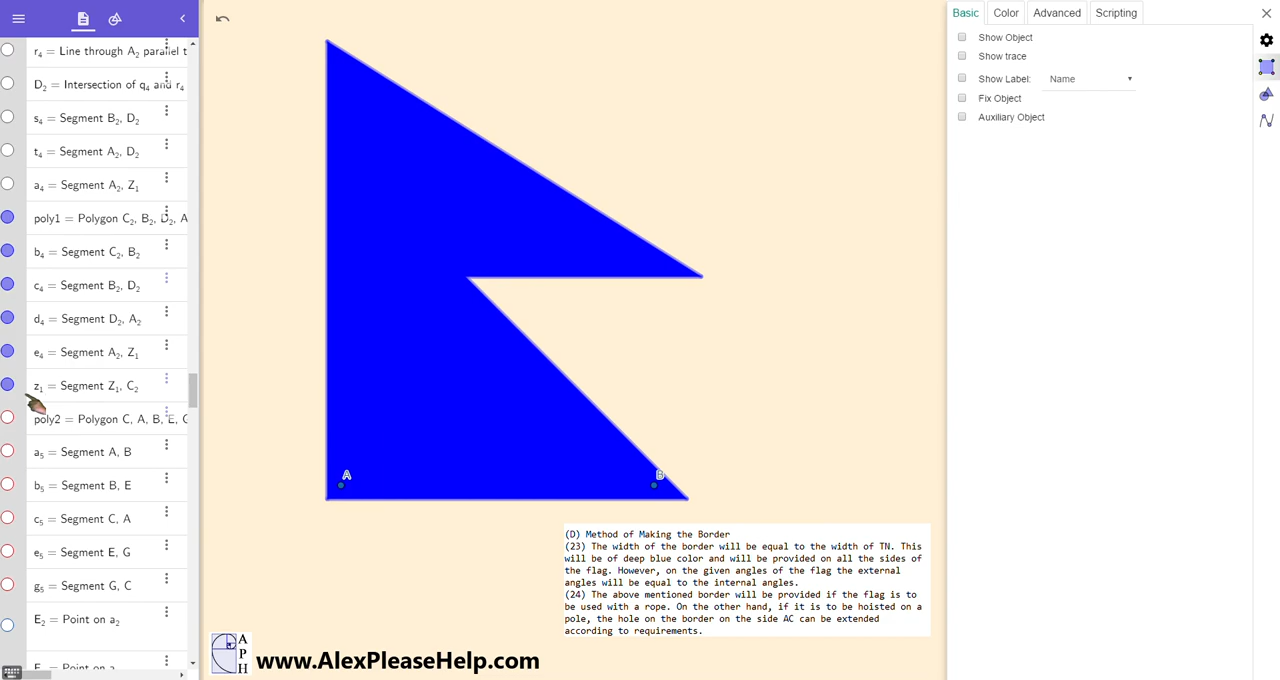 r₄ = Line through A₂ parallel t
D₂ = Intersection of q₄ and r₄
s₄ = Segment B₂, D₂
t₄ = Segment A₂, D₂
a₄ = Segment A₂, Z₁
poly1 = Polygon C₂, B₂, D₂, A
b₄ = Segment C₂, B₂
c₄ = Segment B₂, D₂
d₄ = Segment D₂, A₂
e₄ = Segment A₂, Z₁
z₁ = Segment Z₁, C₂
poly2 = Polygon C, A, B, E, G
a₅ = Segment A, B
b₅ = Segment B, E
c₅ = Segment C, A
e₅ = Segment E, G
g₅ = Segment G, C
E₂ = Point on a₂
A
B
(D) Method of Making the Border
(23) The width of the border will be equal to the width of TN. This
will be of deep blue color and will be provided on all the sides of
the flag. However, on the given angles of the flag the external
angles will be equal to the internal angles.
(24) The above mentioned border will be provided if the flag is to
be used with a rope. On the other hand, if it is to be hoisted on a
pole, the hole on the border on the side AC can be extended
according to requirements.
A
P
H
www.AlexPleaseHelp.com
Basic Color Advanced Scripting
Show Object
Show trace
Show Label: Name
Fix Object
Auxiliary Object